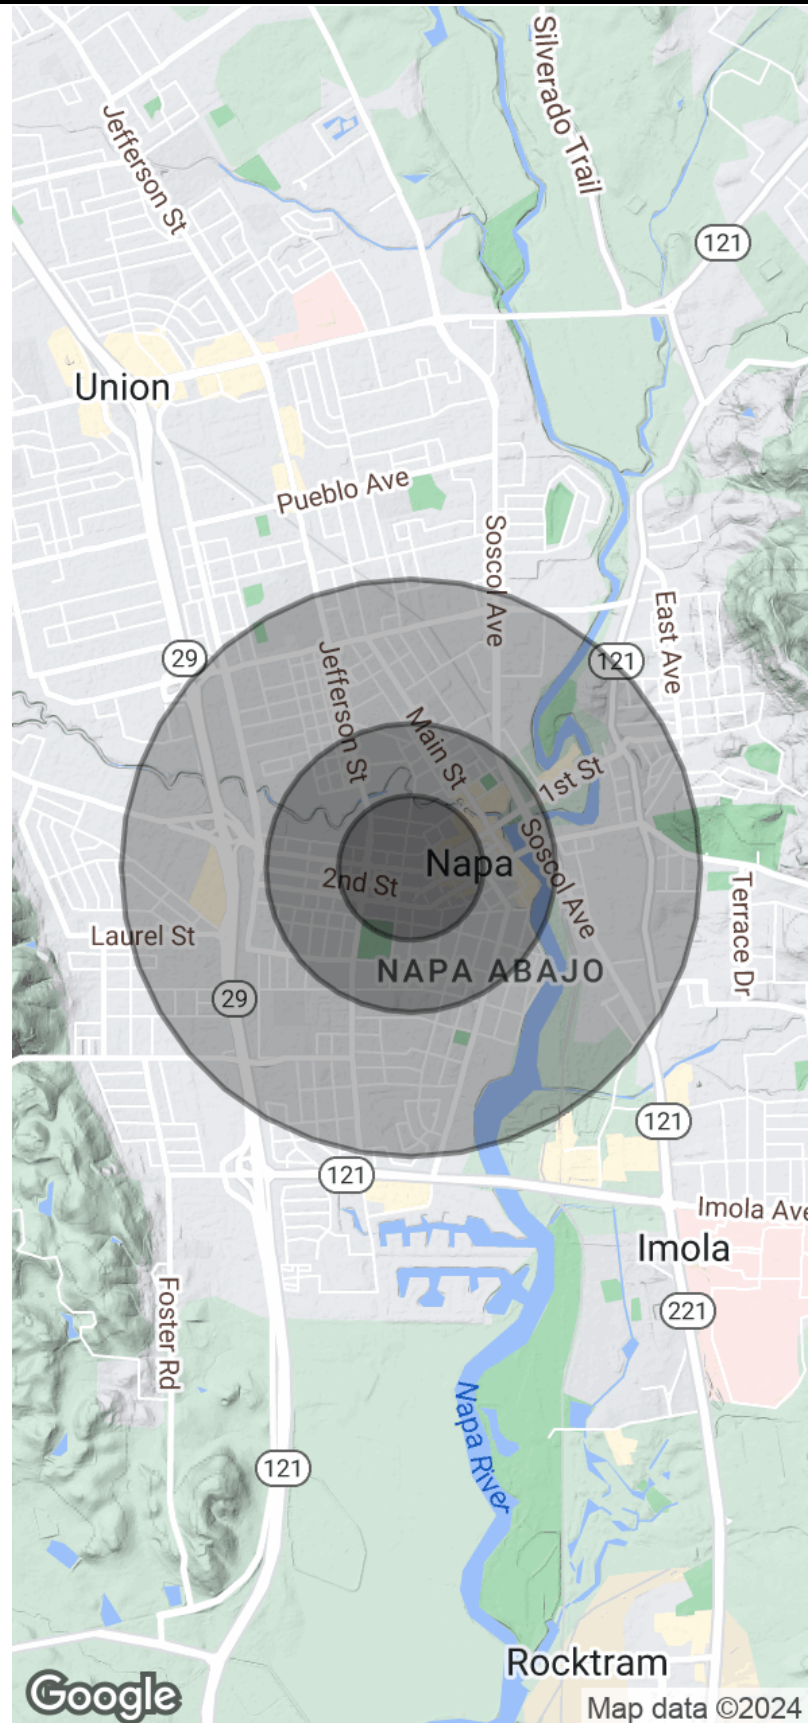 Silverado Trail
Jefferson St
121
Union
Pueblo Ave
Soscol Ave
East Ave
29
121
Jefferson St
Main St
1st St
Napa
Soscol Ave
2nd St
Terrace Dr
Laurel St
NAPA ABAJO
29
121
121
Imola Ave
Imola
221
Foster Rd
Napa River
121
Rocktram
Google
Map data ©2024